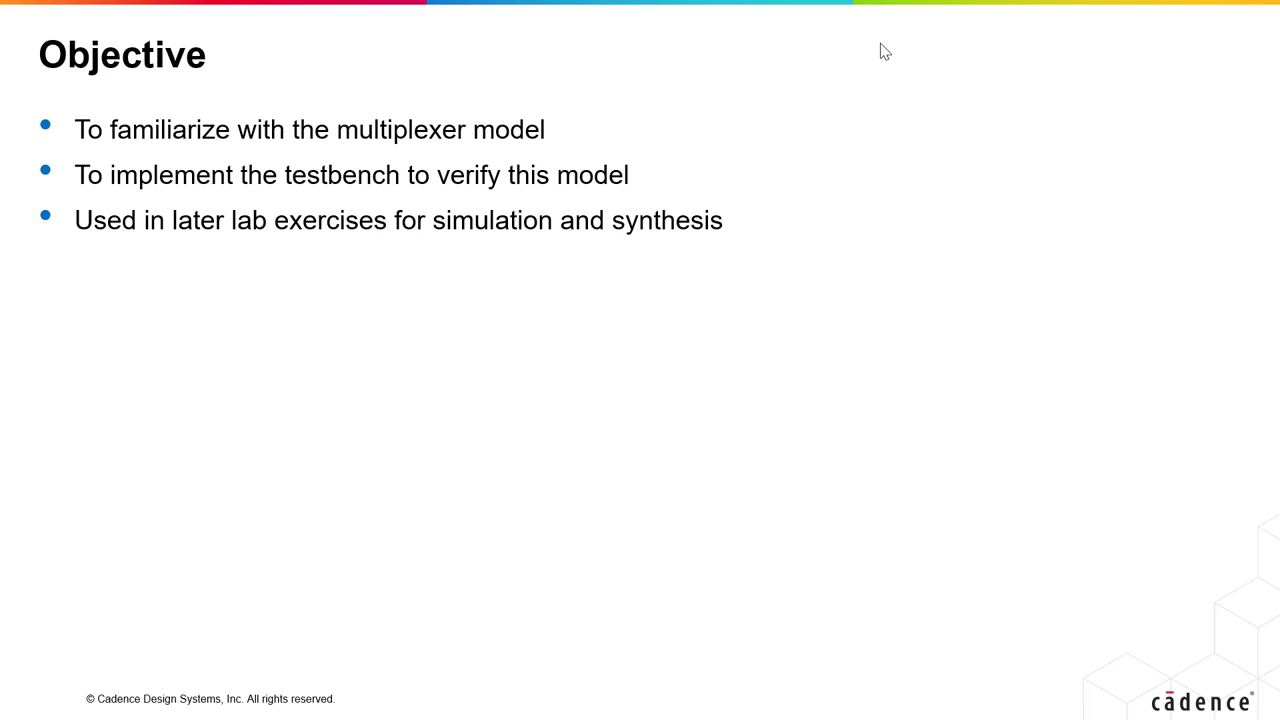 Objective
• To familiarize with the multiplexer model
• To implement the testbench to verify this model
• Used in later lab exercises for simulation and synthesis
© Cadence Design Systems, Inc. All rights reserved.
cādence®